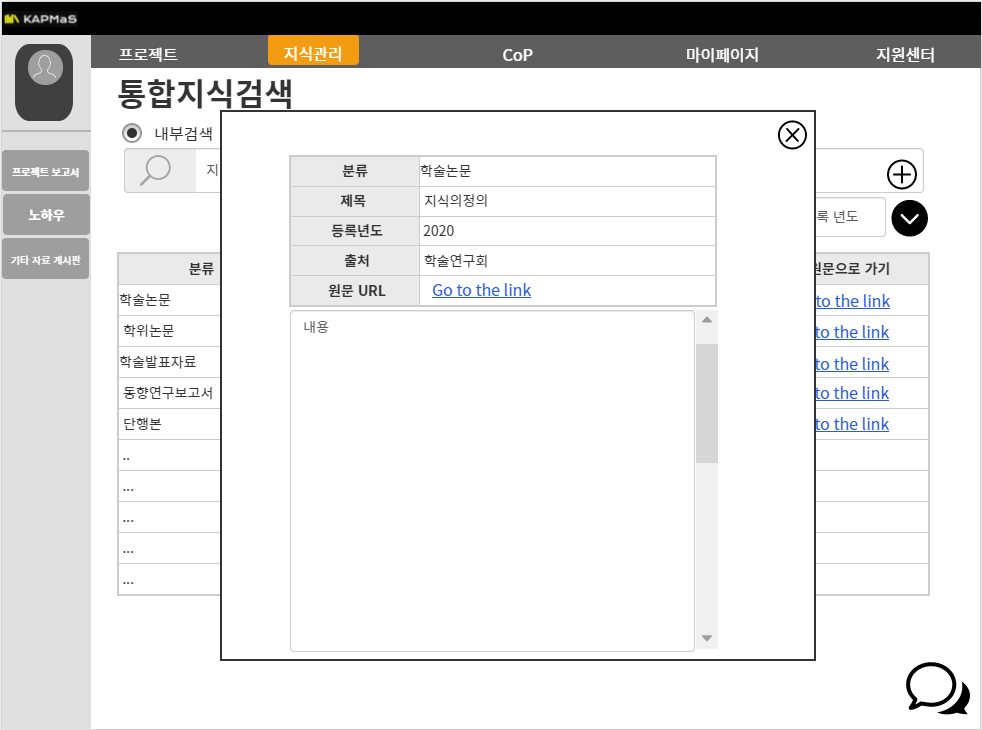 KAPMaS
프로젝트 지식관리 CoP 마이페이지 지원센터
통합지식검색
내부검색
지
록 년도
프로젝트 보고서
노하우
기타 자료 게시판
분류 원문으로 가기
학술논문 to the link
학위논문 to the link
학술발표자료 to the link
동향연구보고서 to the link
단행본 to the link
..
...
...
...
...
분류 학술논문
제목 지식의정의
등록년도 2020
출처 학술연구회
원문 URL Go to the link
내용